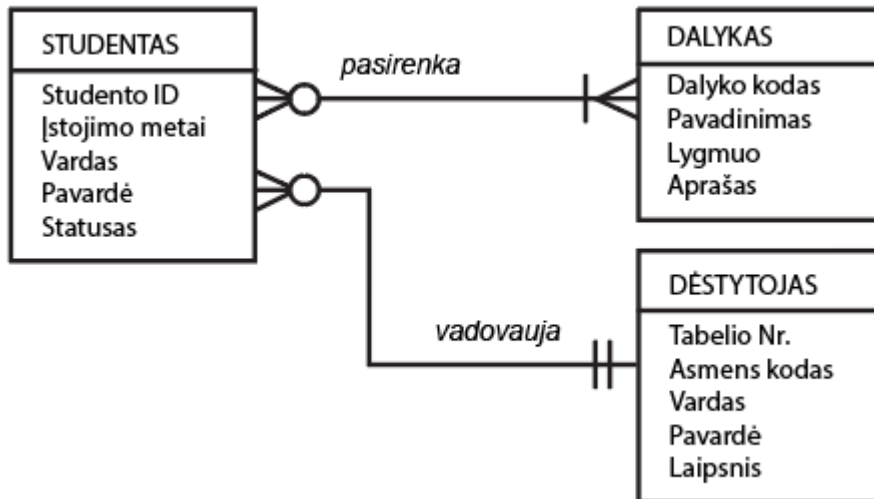 STUDENTAS
Studento ID
Įstojimo metai
Vardas
Pavardė
Statusas
pasirenka
DALYKAS
Dalyko kodas
Pavadinimas
Lygmuo
Aprašas
vadovauja
DĖSTYTOJAS
Tabelio Nr.
Asmens kodas
Vardas
Pavardė
Laipsnis